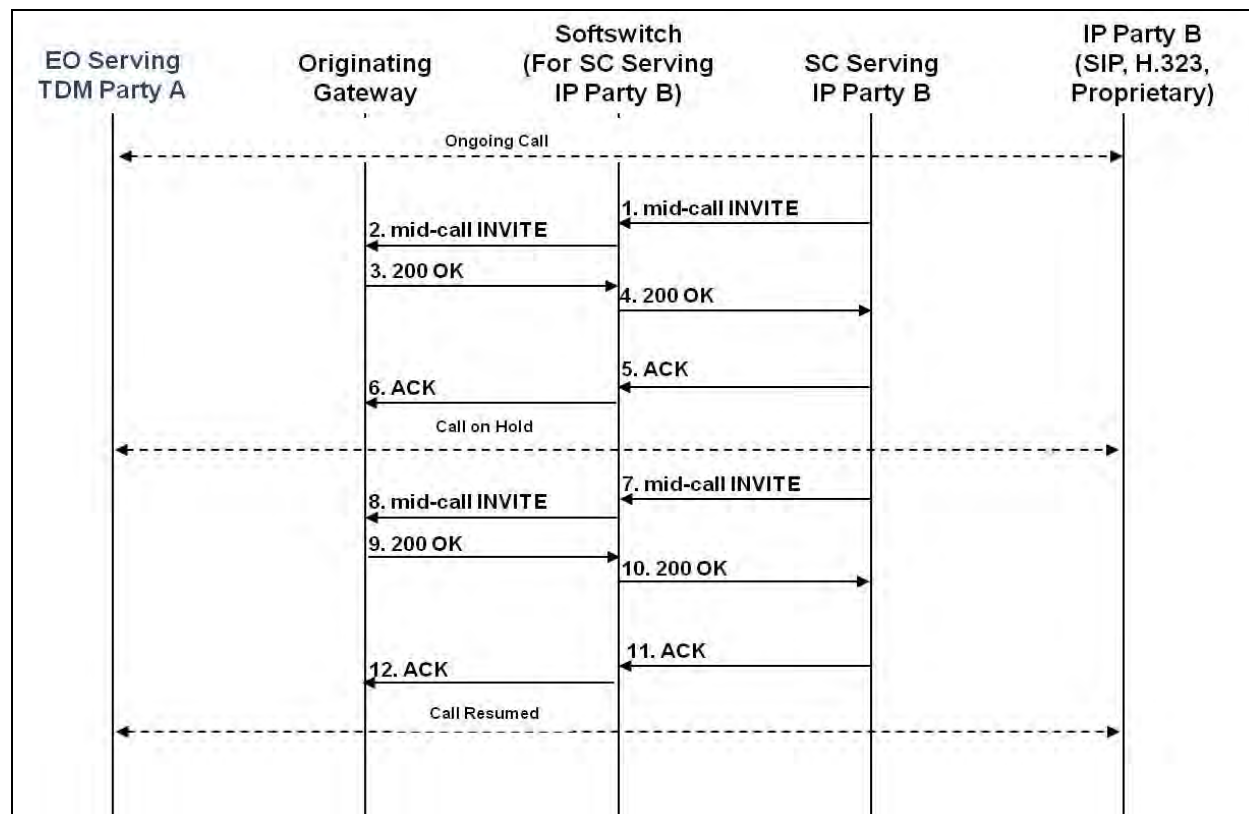 EO Serving
TDM Party A
Originating
Gateway
Softswitch
(For SC Serving
IP Party B)
SC Serving
IP Party B
IP Party B
(SIP, H.323,
Proprietary)
Ongoing Call
1. mid-call INVITE
2. mid-call INVITE
3. 200 OK
4. 200 OK
5. ACK
6. ACK
Call on Hold
7. mid-call INVITE
8. mid-call INVITE
9. 200 OK
10. 200 OK
11. ACK
12. ACK
Call Resumed